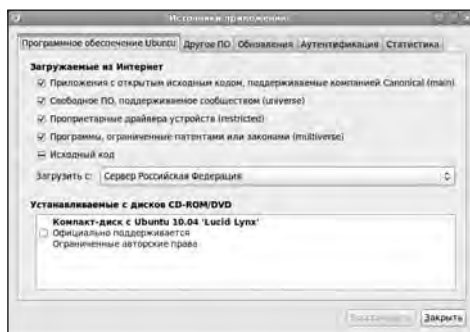 Источники приложений
Программное обеспечение Ubuntu Другое ПО Обновления Аутентификация Статистика
Загружаемые из Интернет
Приложения с открытым исходным кодом, поддерживаемые компанией Canonical (main)
Свободное ПО, поддерживаемое сообществом (universe)
Проприетарные драйвера устройств (restricted)
Программы, ограниченные патентами или законами (multiverse)
Исходный код
Загрузить с: Сервер Российская Федерация
Устанавливаемые с дисков CD-ROM/DVD
Компакт-диск с Ubuntu 10.04 'Lucid Lynx'
Официально поддерживается
Ограниченные авторские права
Закрыть